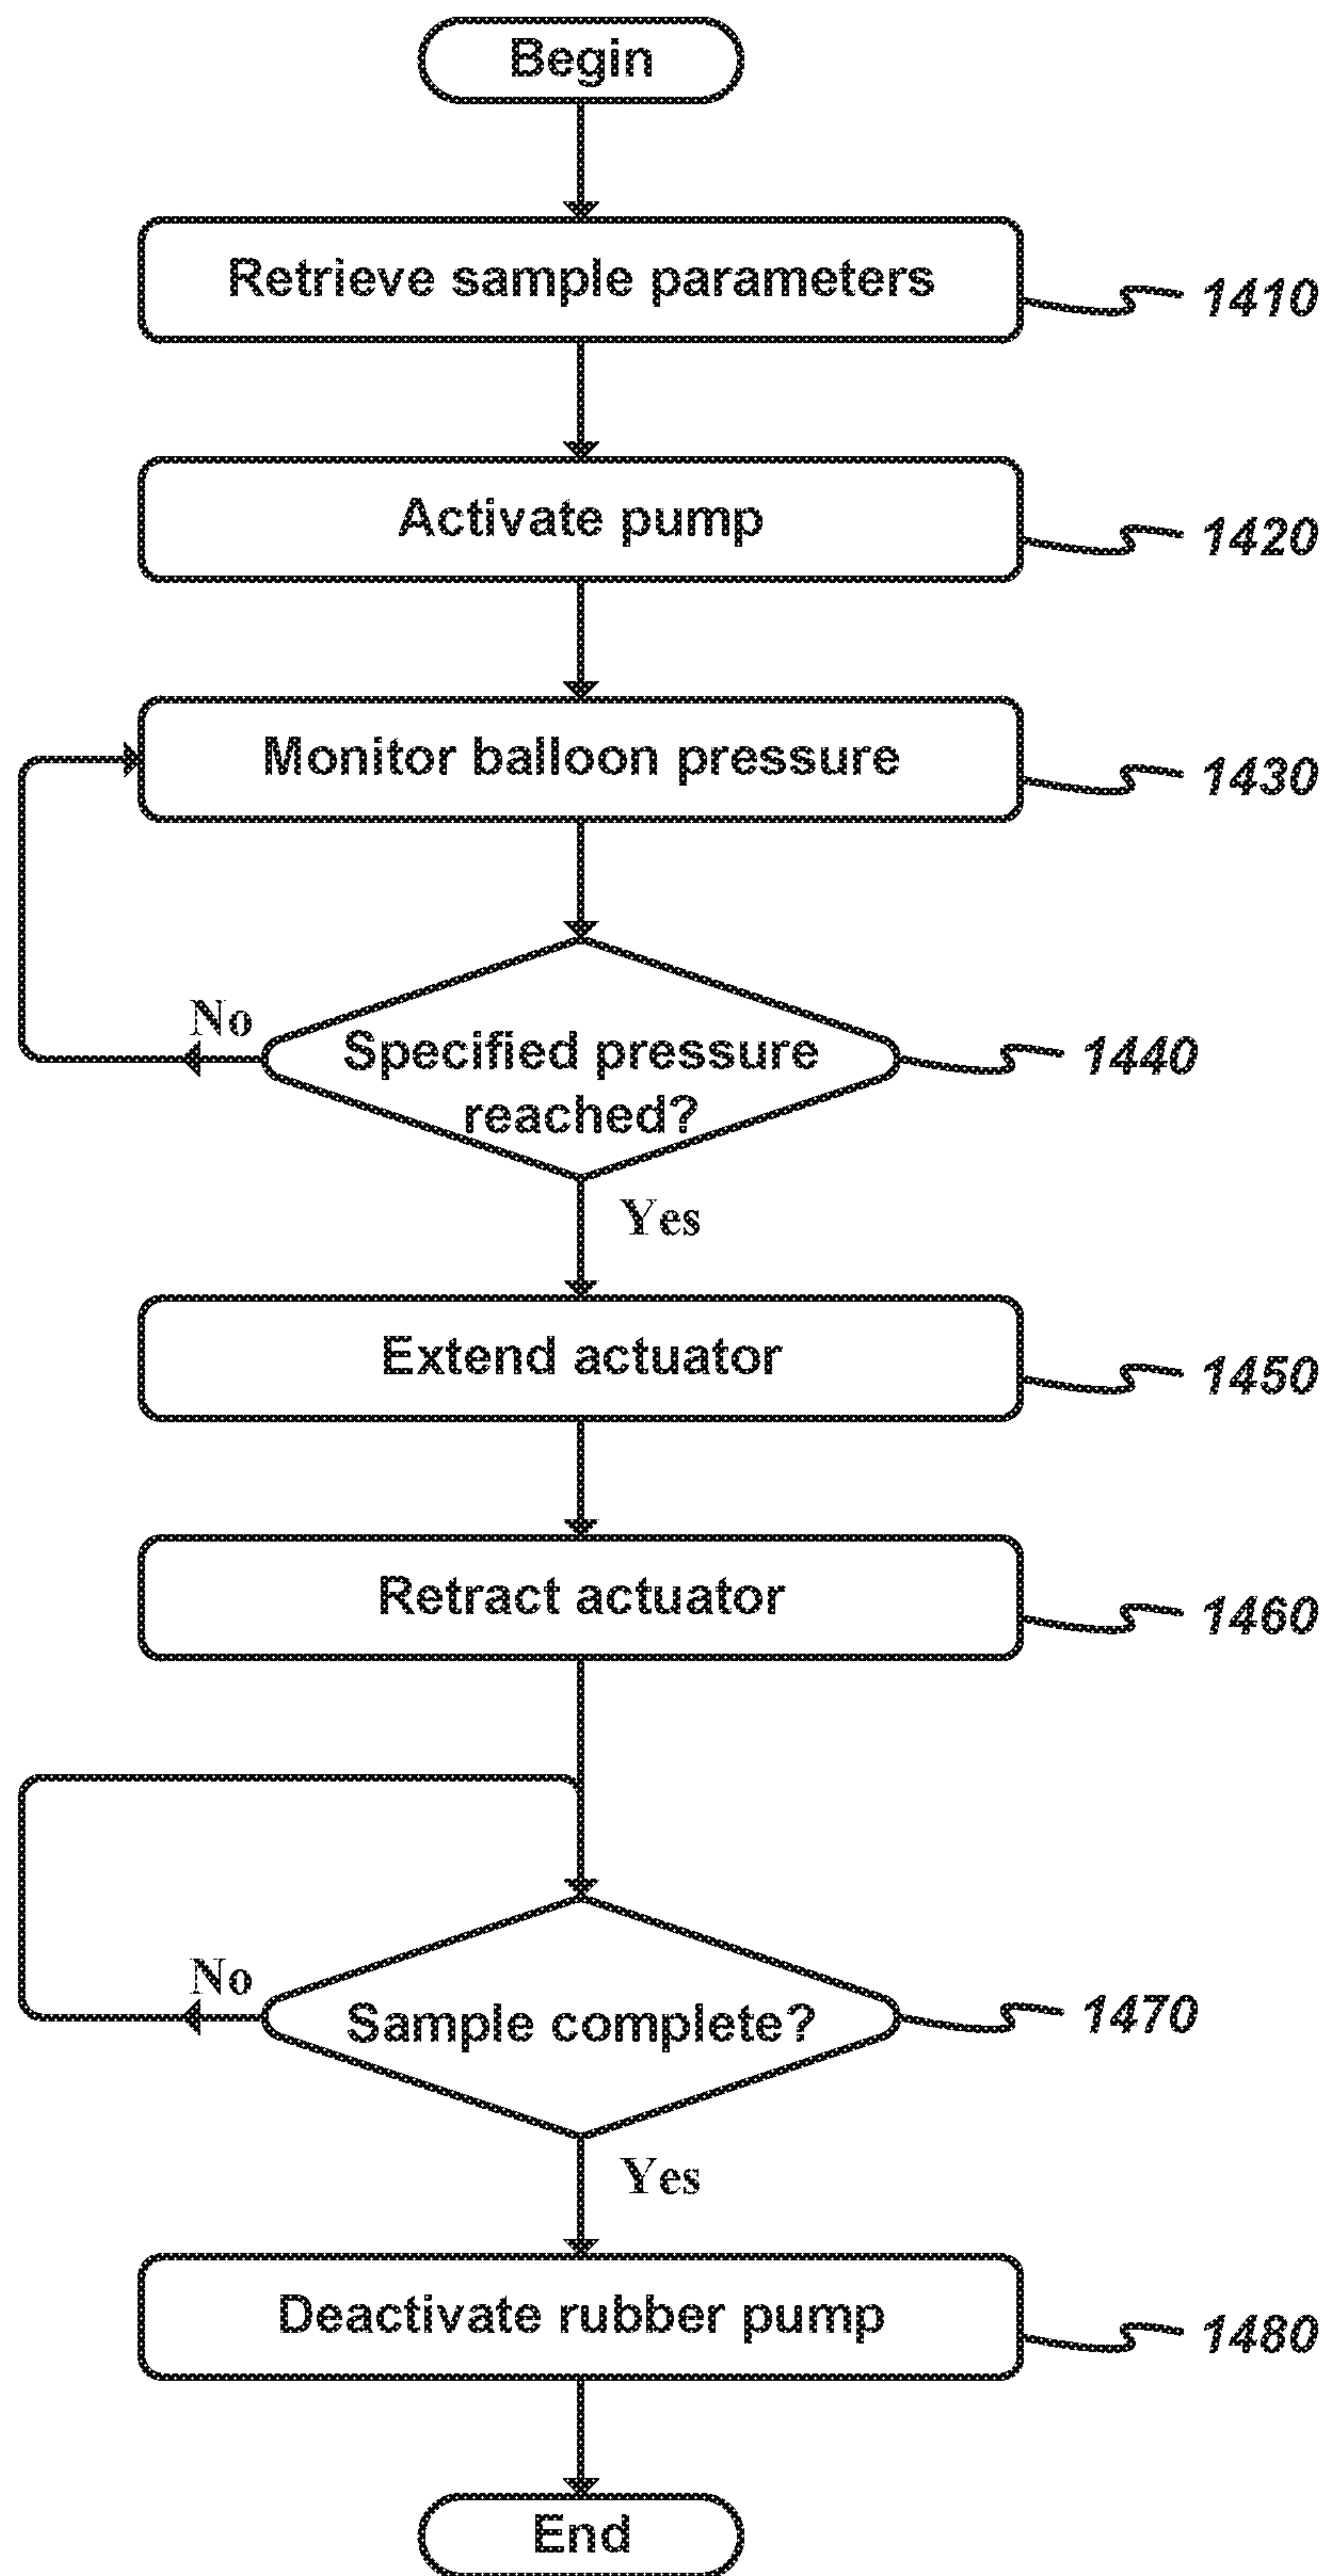 Begin
Retrieve sample parameters
1410
Activate pump
1420
Monitor balloon pressure
1430
No
Specified pressure
reached?
1440
Yes
Extend actuator
1450
Retract actuator
1460
No
Sample complete?
1470
Yes
Deactivate rubber pump
1480
End